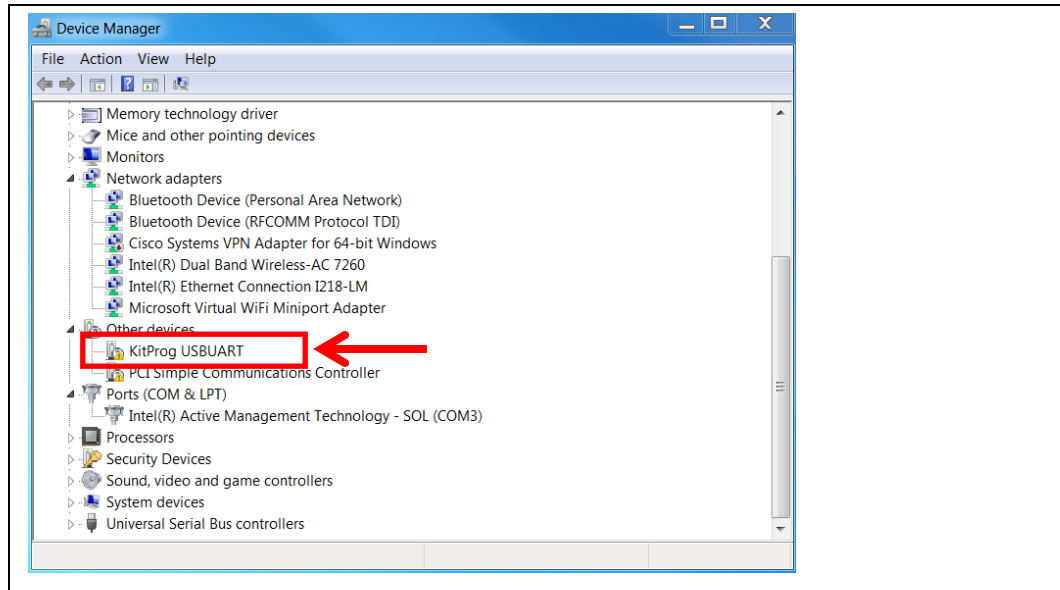 Device Manager
File Action View Help
Memory technology driver
Mice and other pointing devices
Monitors
Network adapters
Bluetooth Device (Personal Area Network)
Bluetooth Device (RFCOMM Protocol TDI)
Cisco Systems VPN Adapter for 64-bit Windows
Intel(R) Dual Band Wireless-AC 7260
Intel(R) Ethernet Connection I218-LM
Microsoft Virtual WiFi Miniport Adapter
Other devices
KitProg USBUART
PCI Simple Communications Controller
Ports (COM & LPT)
Intel(R) Active Management Technology - SOL (COM3)
Processors
Security Devices
Sound, video and game controllers
System devices
Universal Serial Bus controllers